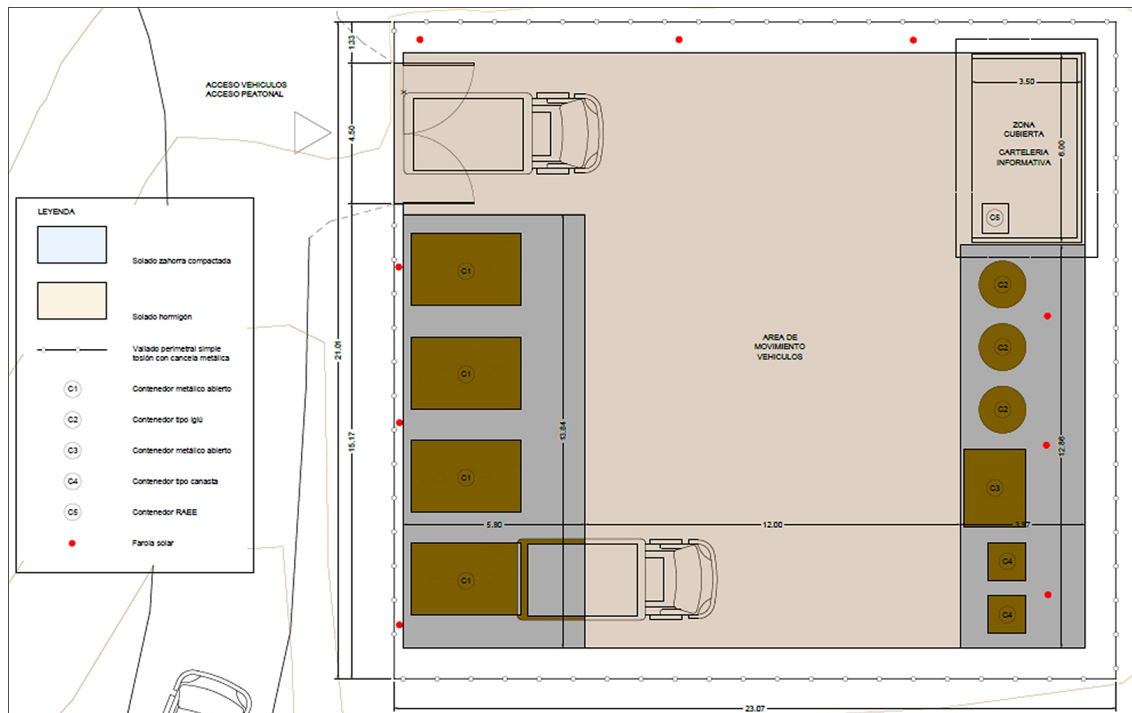 1.33
ACCESO VEHICULOS
ACCESO PEATONAL
4.50
3.50
ZONA
CUBIERTA
CARTELERIA
INFORMATIVA
6.00
C5
LEYENDA
Solado zahorra compactada
Solado hormigón
Vallado perimetral simple
tosión con cancela metálica
C1
Contenedor metálico abierto
C2
Contenedor tipo iglú
C3
Contenedor metálico abierto
C4
Contenedor tipo canasta
C5
Contenedor RAEE
Farola solar
21.01
15.17
C1
C1
C1
C1
13.84
5.80
AREA DE
MOVIMIENTO
VEHICULOS
12.00
C2
C2
C2
C3
12.86
3.97
C4
C4
23.07